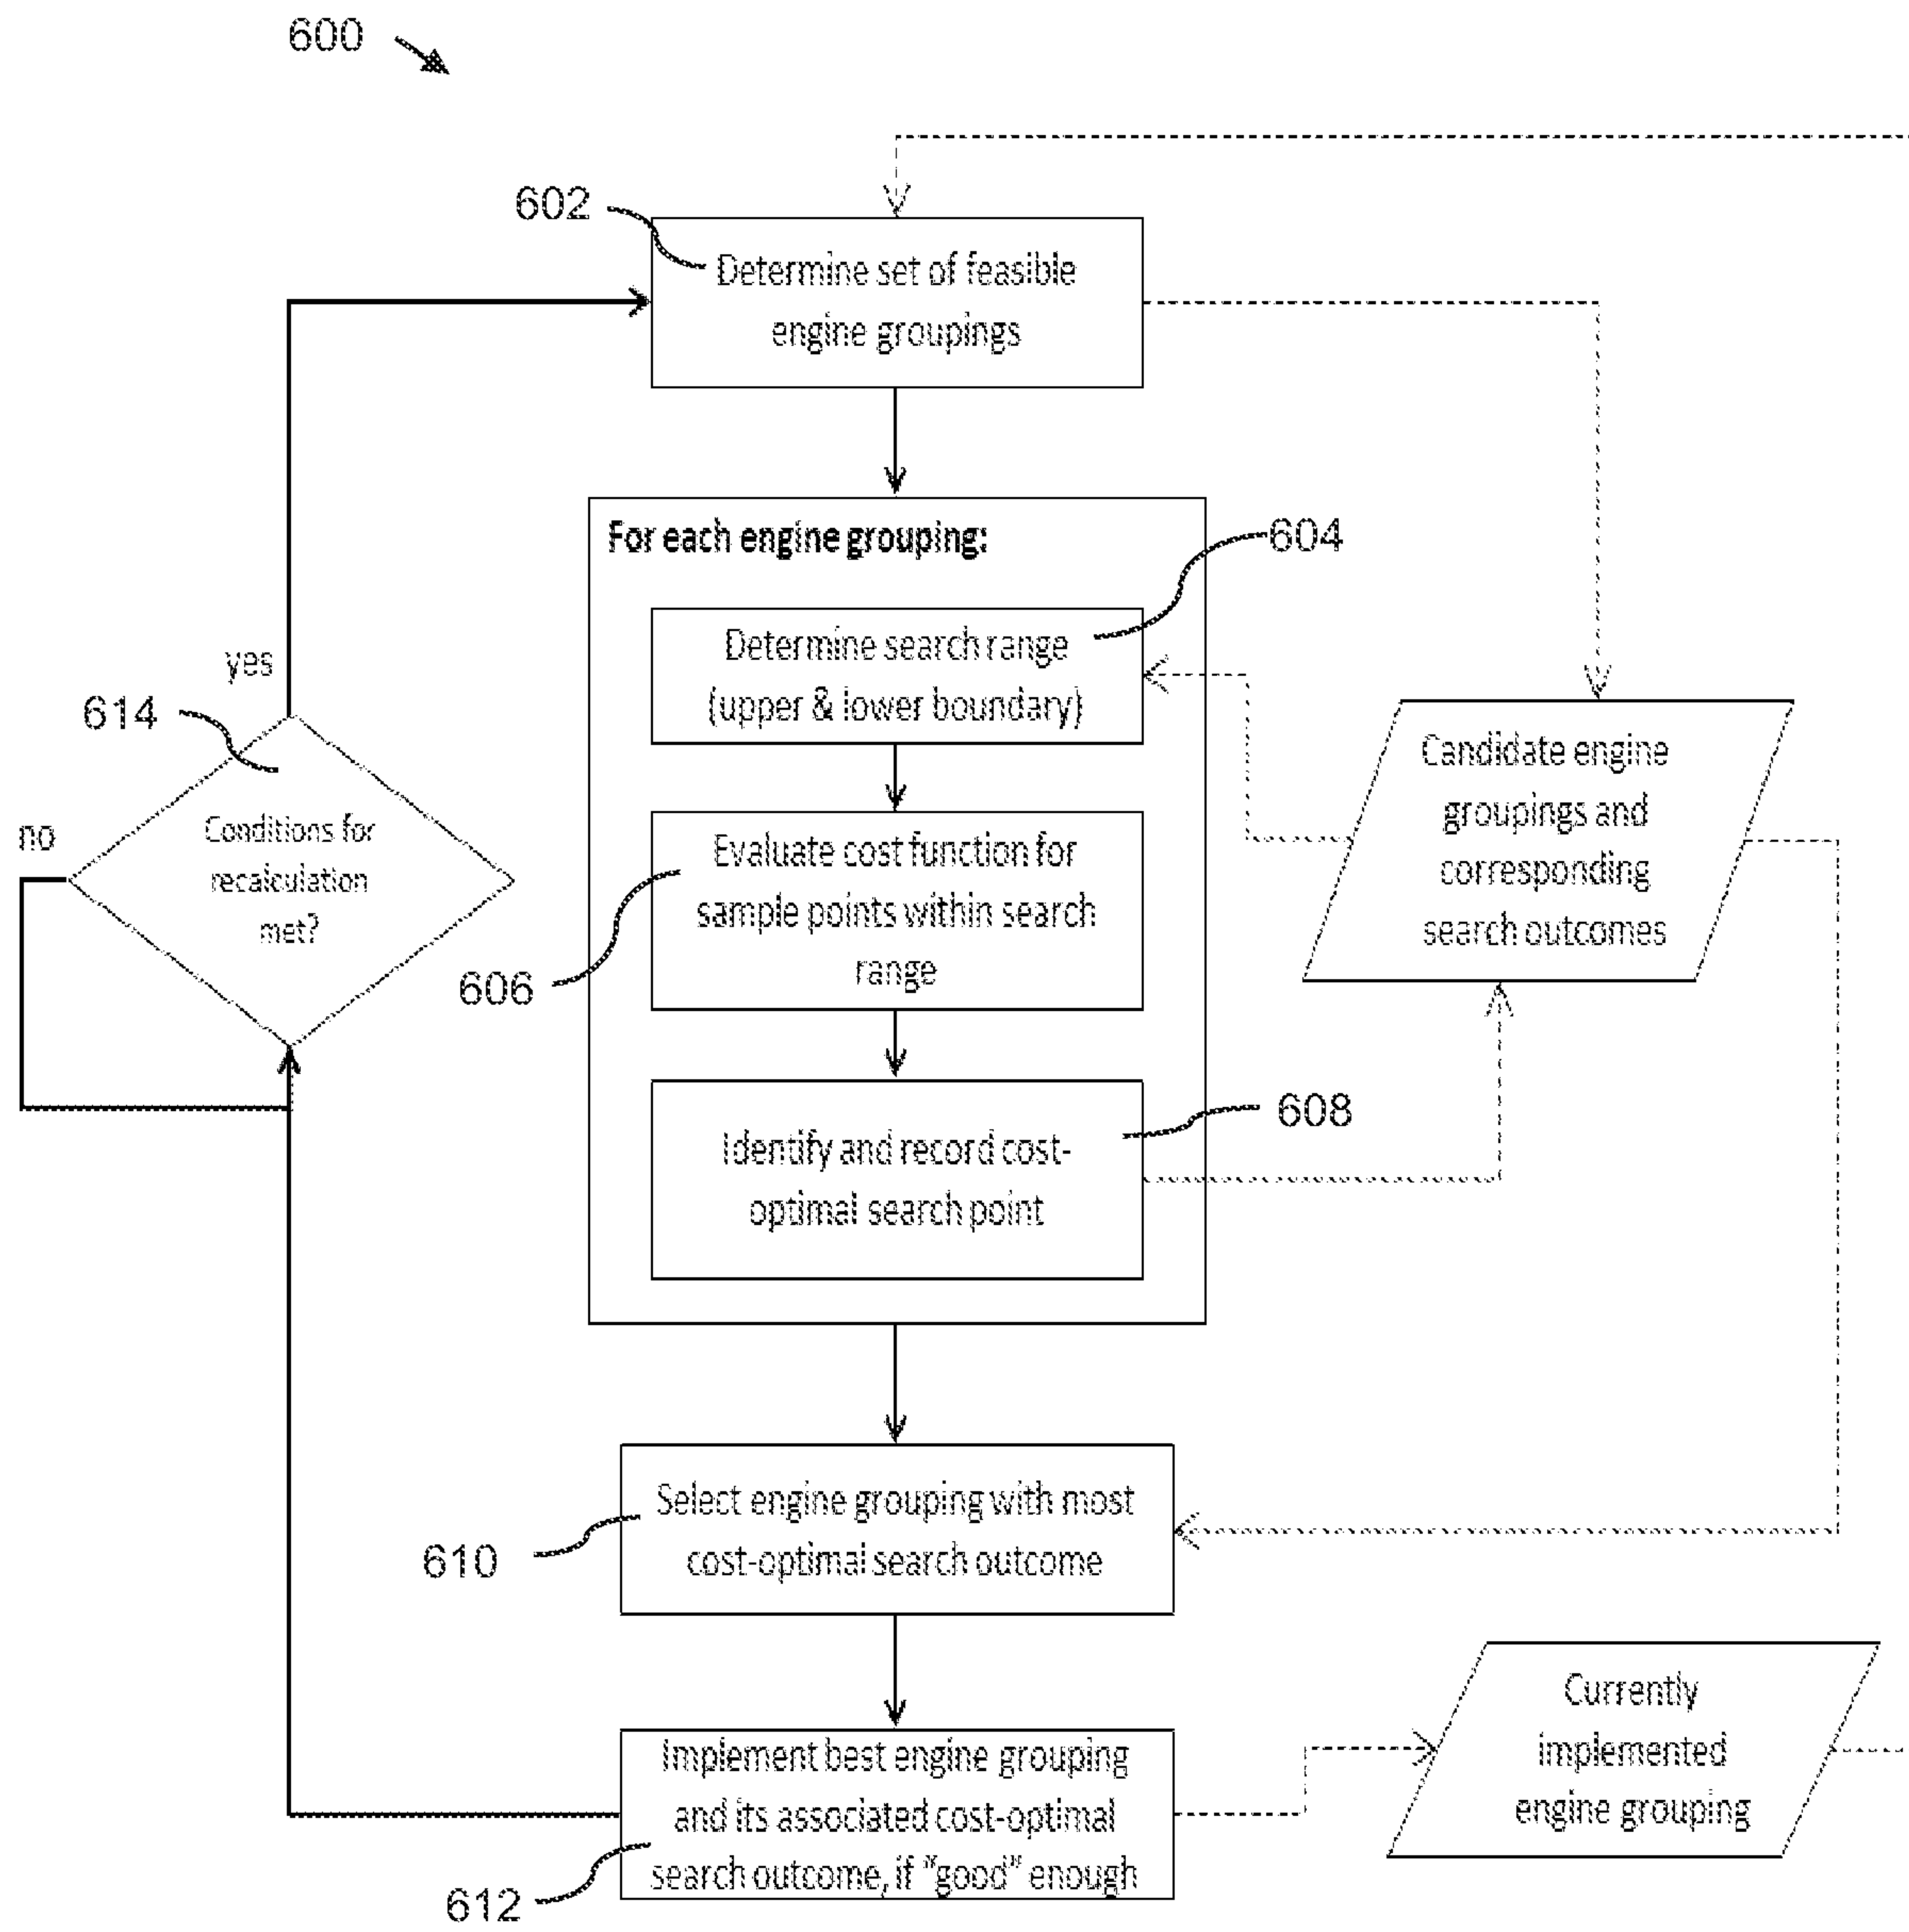 600
602
Determine set of feasible
engine groupings
For each engine grouping:
604
Determine search range
(upper & lower boundary)
yes
614
Conditions for
recalculation
met?
no
606
Evaluate cost function for
sample points within search
range
Candidate engine
groupings and
corresponding
search outcomes
608
Identify and record cost-
optimal search point
610
Select engine grouping with most
cost-optimal search outcome
612
Implement best engine grouping
and its associated cost-optimal
search outcome, if "good" enough
Currently
implemented
engine grouping